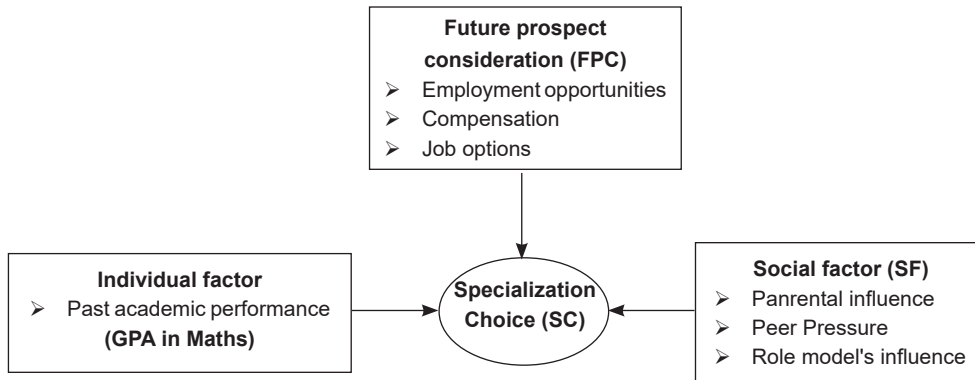 Future prospect
consideration (FPC)
➢ Employment opportunities
➢ Compensation
➢ Job options
Individual factor
➢ Past academic performance
(GPA in Maths)
Specialization
Choice (SC)
Social factor (SF)
➢ Panrental influence
➢ Peer Pressure
➢ Role model's influence